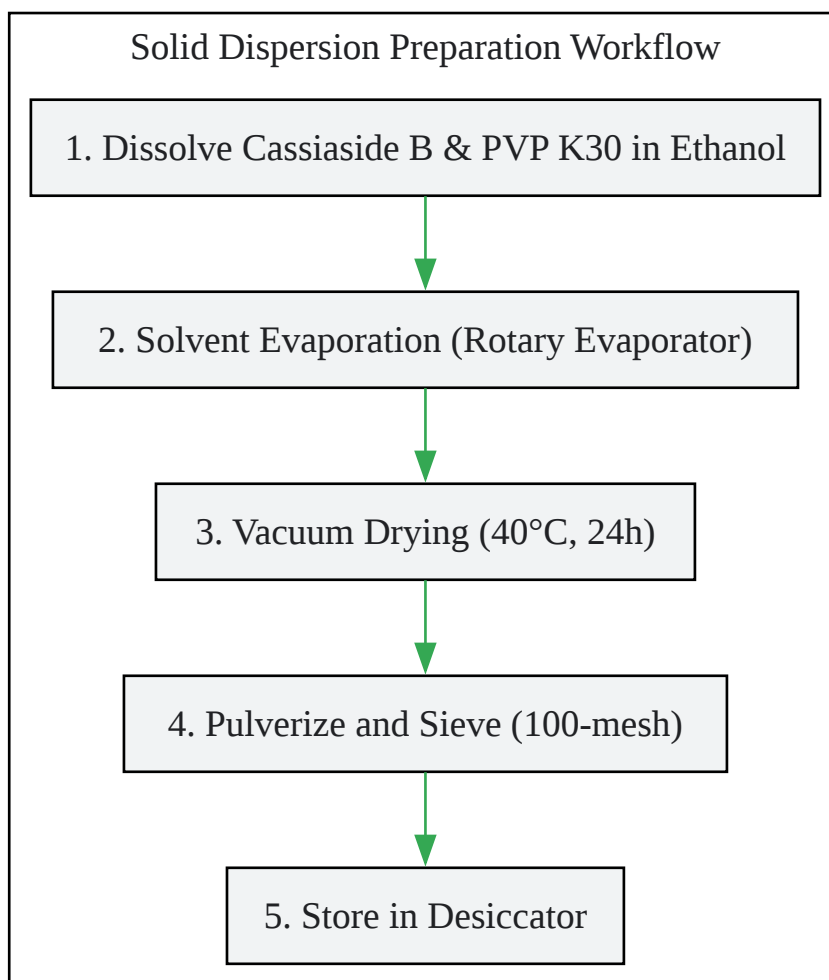 Solid Dispersion Preparation Workflow
1. Dissolve Cassiaside B & PVP K30 in Ethanol
2. Solvent Evaporation (Rotary Evaporator)
3. Vacuum Drying (40°C, 24h)
4. Pulverize and Sieve (100-mesh)
5. Store in Desiccator